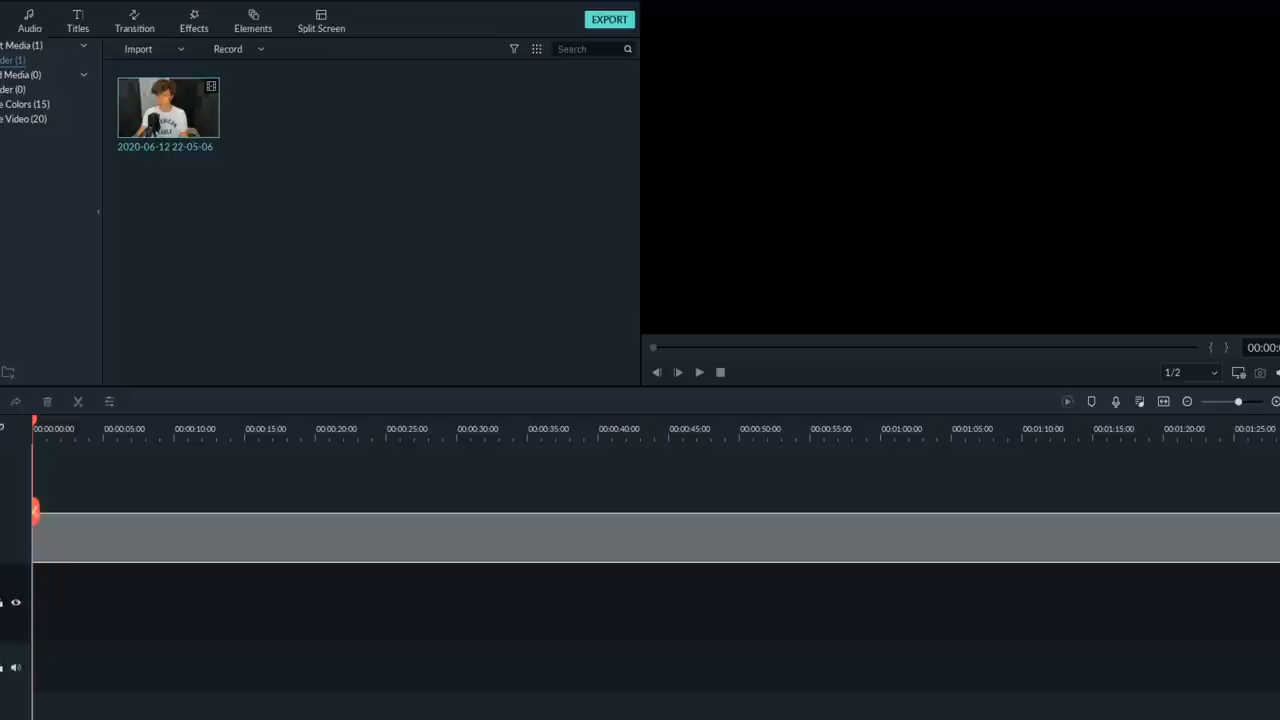 Audio
Titles
Transition
Effects
Elements
Split Screen
EXPORT
t Media (1)
der (1)
d Media (0)
der (0)
e Colors (15)
e Video (20)
Import
Record
Search
2020-06-12 22-05-06
1/2
00:00:
00:00:00:00
00:00:05:00
00:00:10:00
00:00:15:00
00:00:20:00
00:00:25:00
00:00:30:00
00:00:35:00
00:00:40:00
00:00:45:00
00:00:50:00
00:00:55:00
00:01:00:00
00:01:05:00
00:01:10:00
00:01:15:00
00:01:20:00
00:01:25:00